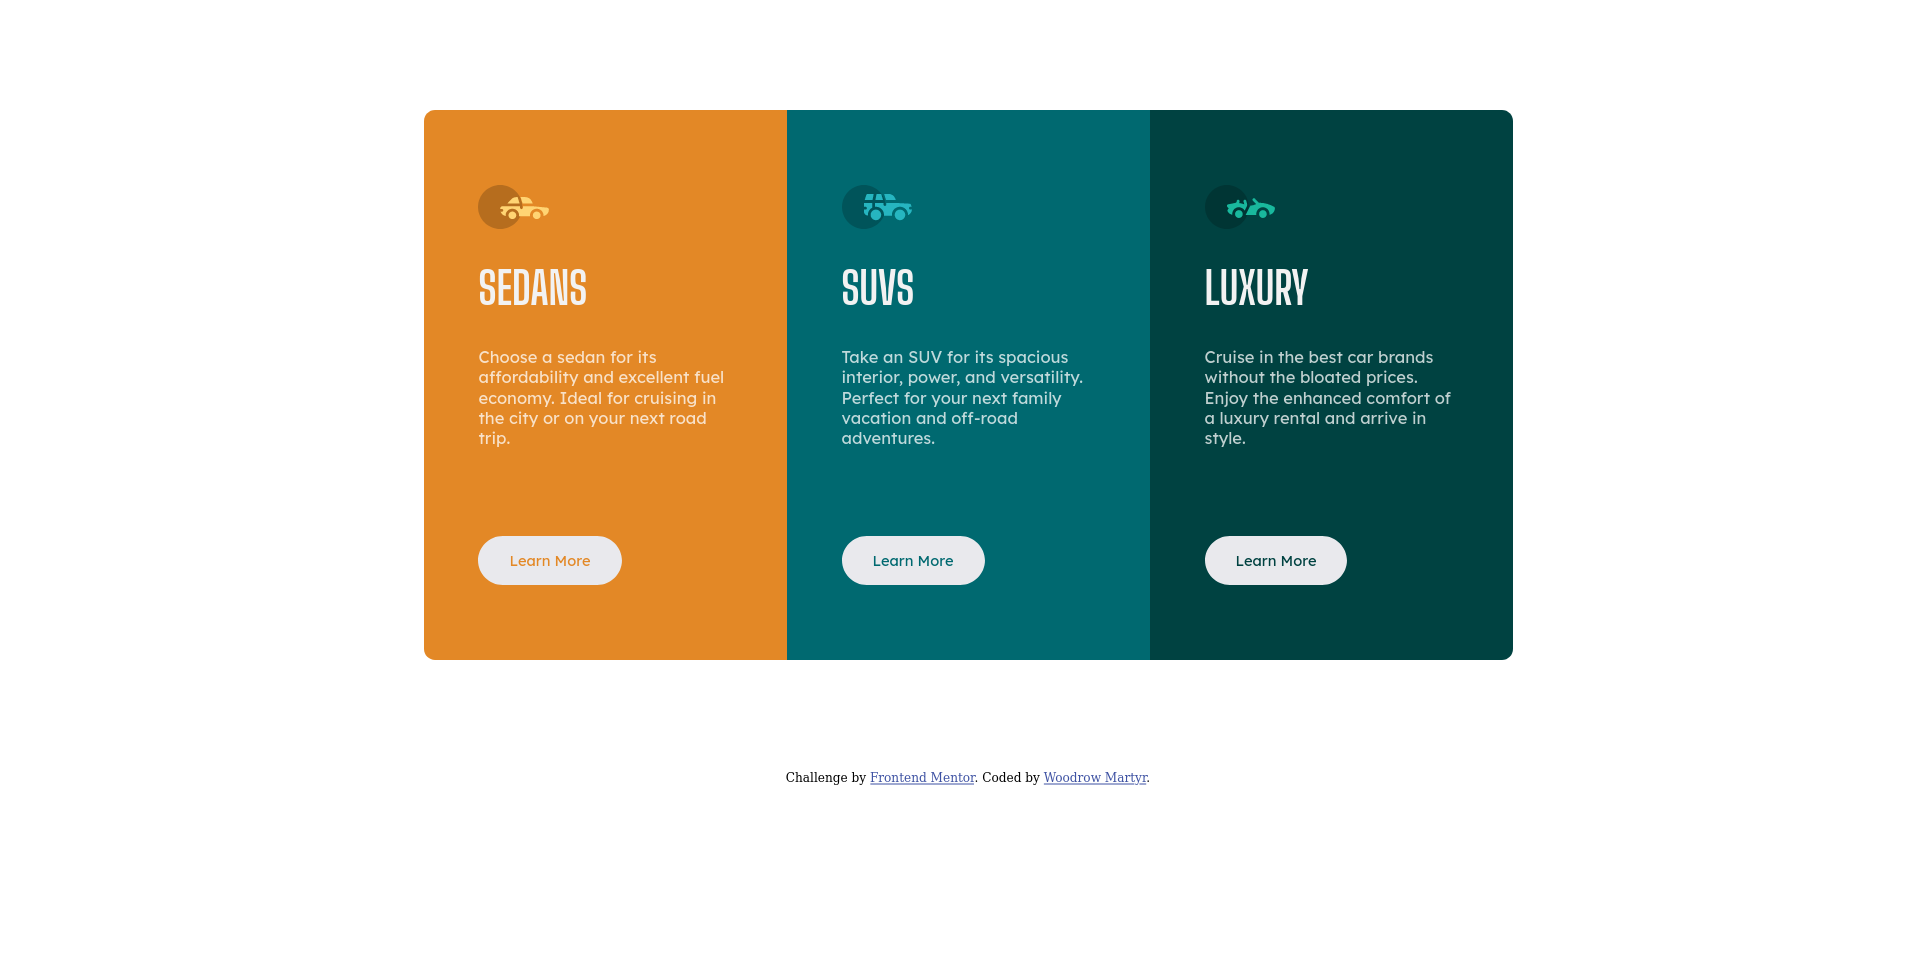 SEDANS
Choose a sedan for its
affordability and excellent fuel
economy. Ideal for cruising in
the city or on your next road
trip.
Learn More
SUVS
Take an SUV for its spacious
interior, power, and versatility.
Perfect for your next family
vacation and off-road
adventures.
Learn More
LUXURY
Cruise in the best car brands
without the bloated prices.
Enjoy the enhanced comfort of
a luxury rental and arrive in
style.
Learn More
Challenge by Frontend Mentor. Coded by Woodrow Martyr.